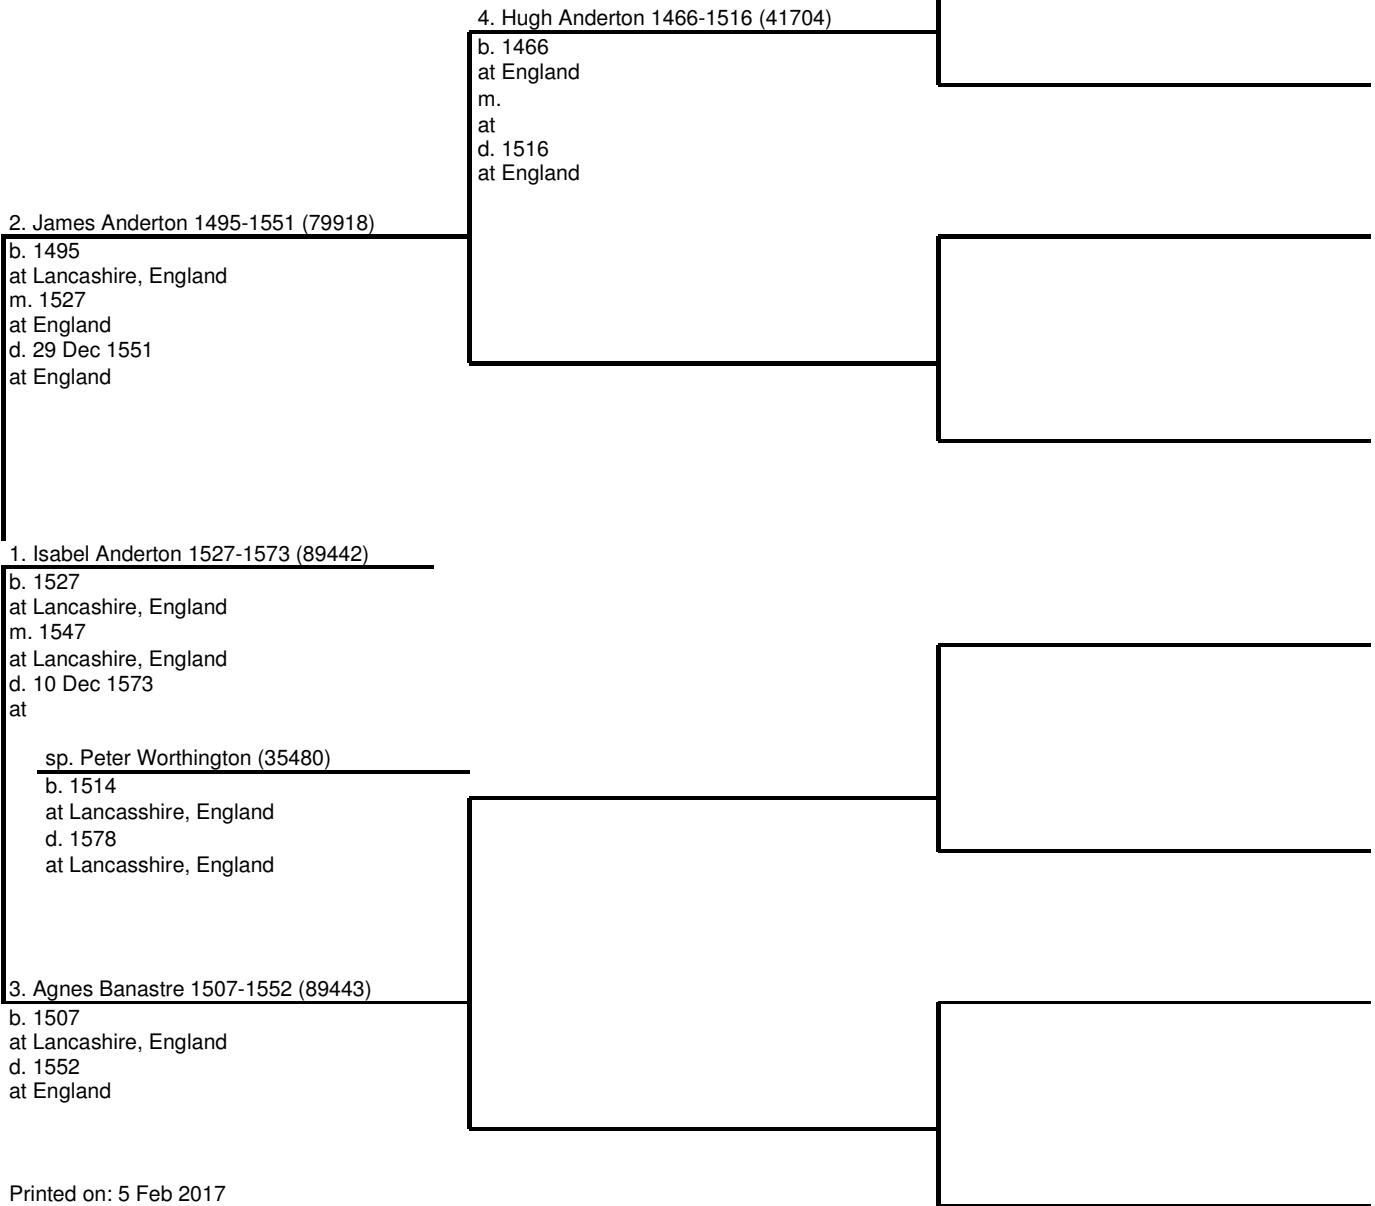 4. Hugh Anderton 1466-1516 (41704)
b. 1466
at England
m.
at
d. 1516
at England
2. James Anderton 1495-1551 (79918)
b. 1495
at Lancashire, England
m. 1527
at England
d. 29 Dec 1551
at England
1. Isabel Anderton 1527-1573 (89442)
b. 1527
at Lancashire, England
m. 1547
at Lancashire, England
d. 10 Dec 1573
at
sp. Peter Worthington (35480)
b. 1514
at Lancasshire, England
d. 1578
at Lancasshire, England
3. Agnes Banastre 1507-1552 (89443)
b. 1507
at Lancashire, England
d. 1552
at England
Printed on: 5 Feb 2017